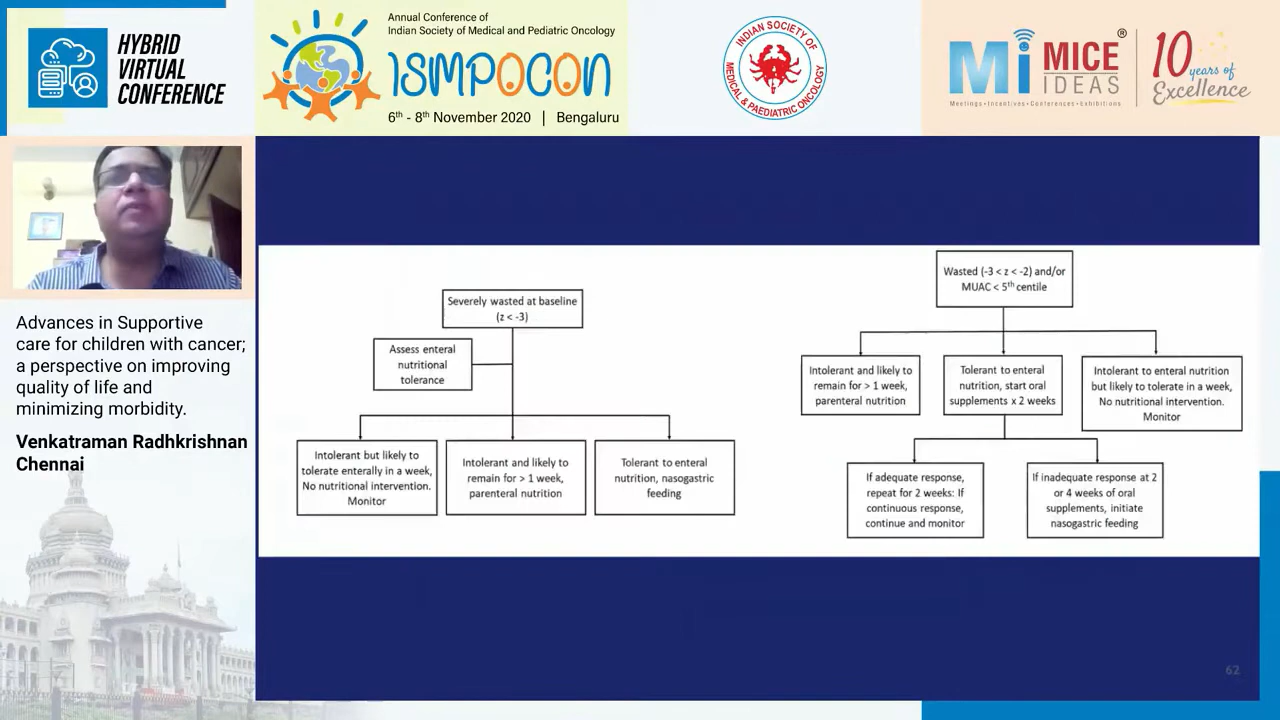 HYBRID
VIRTUAL
CONFERENCE
Annual Conference of
Indian Society of Medical and Pediatric Oncology
ISMPOCON
6th - 8th November 2020 | Bengaluru
INDIAN SOCIETY OF
MEDICAL & PAEDIATRIC ONCOLOGY
Mi MICE ®
IDEAS
Meetings • Incentives • Conferences • Exhibitions
10
years of
Excellence
Advances in Supportive
care for children with cancer;
a perspective on improving
quality of life and
minimizing morbidity.
Venkatraman Radhkrishnan
Chennai
Severely wasted at baseline
(z < -3)
Assess enteral
nutritional
tolerance
Intolerant but likely to
tolerate enterally in a week,
No nutritional intervention.
Monitor
Intolerant and likely to
remain for > 1 week,
parenteral nutrition
Tolerant to enteral
nutrition, nasogastric
feeding
Wasted (-3 < z < -2) and/or
MUAC < 5th centile
Intolerant and likely to
remain for > 1 week,
parenteral nutrition
Tolerant to enteral
nutrition, start oral
supplements x 2 weeks
Intolerant to enteral nutrition
but likely to tolerate in a week,
No nutritional intervention.
Monitor
If adequate response,
repeat for 2 weeks: If
continuous response,
continue and monitor
If inadequate response at 2
or 4 weeks of oral
supplements, initiate
nasogastric feeding
62